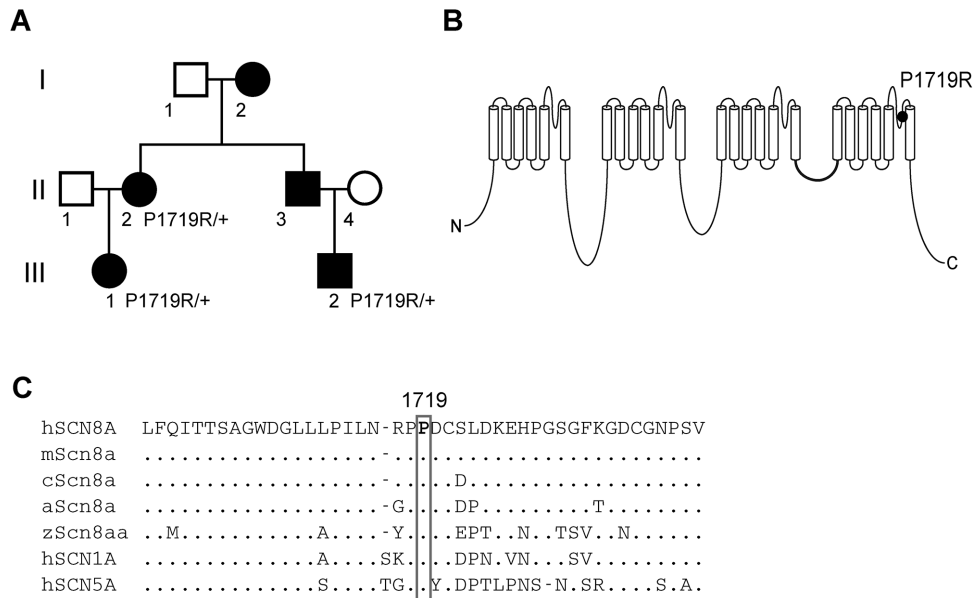 A
B
I
1
2
P1719R
II
1
2 P1719R/+
3
4
N
C
III
1 P1719R/+
2 P1719R/+
C
1719
hSCN8A LFQITTSAGWDGLLLPILN-RPPDCSLDKEHPGSGFKGDCGNPSV
mScn8a ...................-.........................
cScn8a ...................-.....D...................
aScn8a ...................-G....DP.........T........
zScn8aa ..M...........A....-Y....EPT..H..TSV..N......
hSCN1A ..............A....SK....DPN.VN...SV.........
hSCN5A ..............S....TG..Y.DPTLPNS-N.SR....S.A.